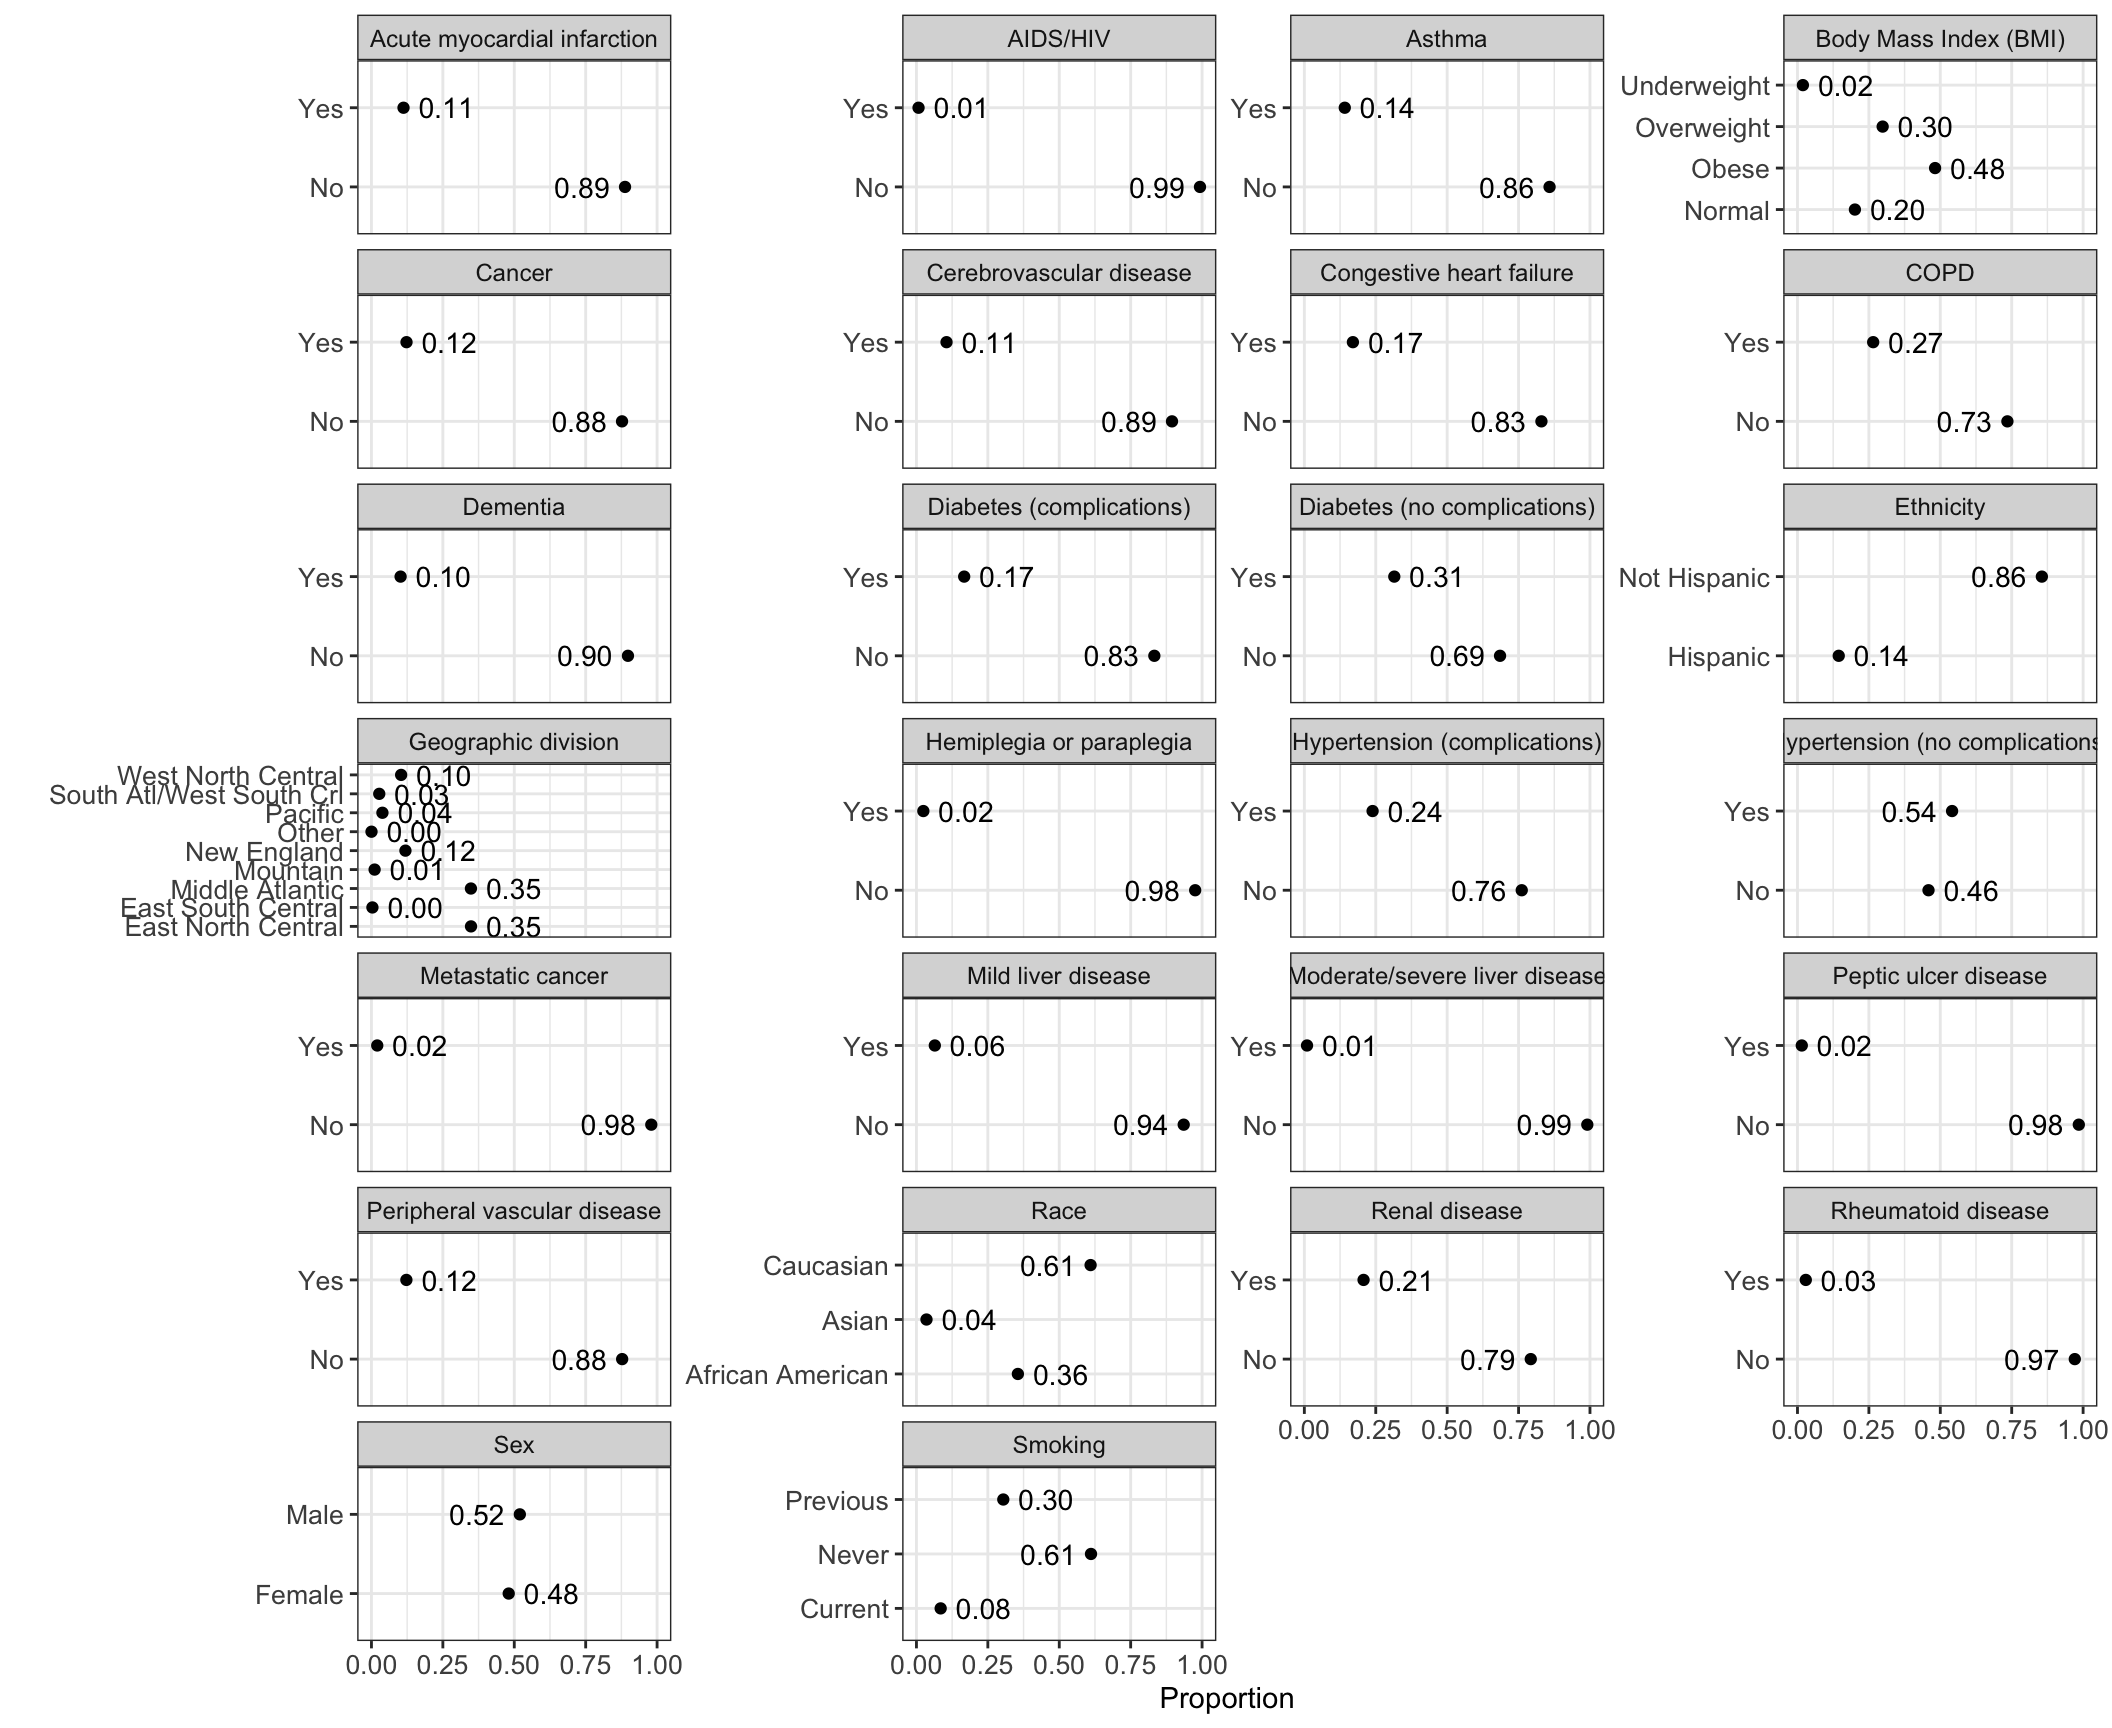 Acute myocardial infarction
Yes 0.11
No 0.89
AIDS/HIV
Yes 0.01
No 0.99
Asthma
Yes 0.14
No 0.86
Body Mass Index (BMI)
Underweight 0.02
Overweight 0.30
Obese 0.48
Normal 0.20
Cancer
Yes 0.12
No 0.88
Cerebrovascular disease
Yes 0.11
No 0.89
Congestive heart failure
Yes 0.17
No 0.83
COPD
Yes 0.27
No 0.73
Dementia
Yes 0.10
No 0.90
Diabetes (complications)
Yes 0.17
No 0.83
Diabetes (no complications)
Yes 0.31
No 0.69
Ethnicity
Not Hispanic 0.86
Hispanic 0.14
Geographic division
West North Central 0.10
South Atl/West South Crl 0.03
Pacific 0.04
Other 0.00
New England 0.12
Mountain 0.01
Middle Atlantic 0.35
East South Central 0.00
East North Central 0.35
Hemiplegia or paraplegia
Yes 0.02
No 0.98
Hypertension (complications)
Yes 0.24
No 0.76
ypertension (no complications
Yes 0.54
No 0.46
Metastatic cancer
Yes 0.02
No 0.98
Mild liver disease
Yes 0.06
No 0.94
Moderate/severe liver disease
Yes 0.01
No 0.99
Peptic ulcer disease
Yes 0.02
No 0.98
Peripheral vascular disease
Yes 0.12
No 0.88
Race
Caucasian 0.61
Asian 0.04
African American 0.36
Renal disease
Yes 0.21
No 0.79
0.00 0.25 0.50 0.75 1.00
Rheumatoid disease
Yes 0.03
No 0.97
0.00 0.25 0.50 0.75 1.00
Sex
Male 0.52
Female 0.48
0.00 0.25 0.50 0.75 1.00
Smoking
Previous 0.30
Never 0.61
Current 0.08
0.00 0.25 0.50 0.75 1.00
Proportion